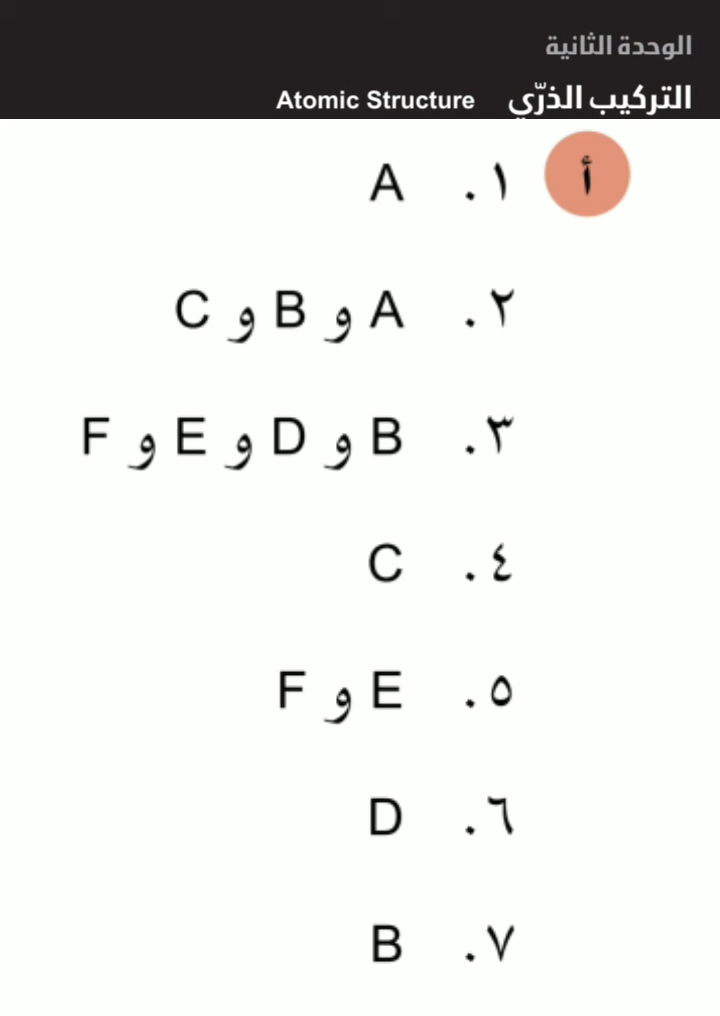 الوحدة الثانية
التركيب الذرّي Atomic Structure
أ ١. A
٢. A و B و C
٣. B و D و E و F
٤. C
٥. E و F
٦. D
٧. B